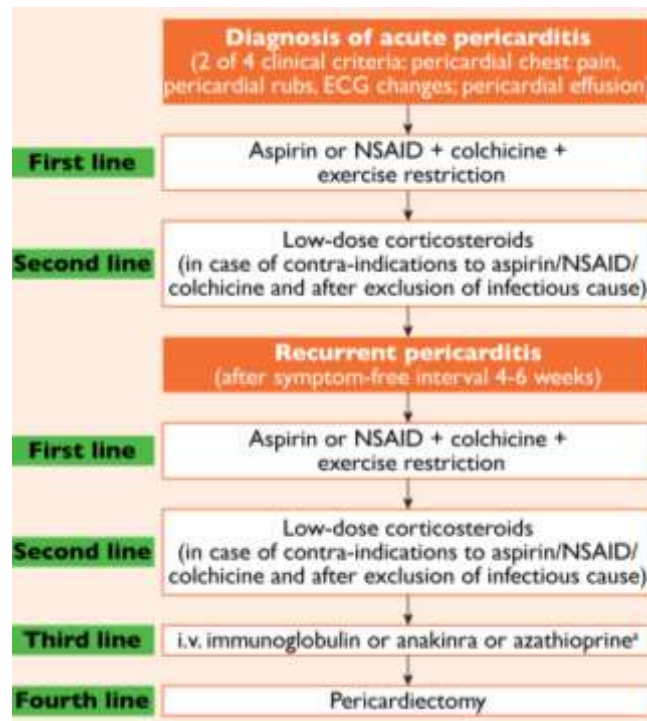 Diagnosis of acute pericarditis
(2 of 4 clinical criteria: pericardial chest pain,
pericardial rubs, ECG changes; pericardial effusion)
First line
Aspirin or NSAID + colchicine +
exercise restriction
Second line
Low-dose corticosteroids
(in case of contra-indications to aspirin/NSAID/
colchicine and after exclusion of infectious cause)
Recurrent pericarditis
(after symptom-free interval 4-6 weeks)
First line
Aspirin or NSAID + colchicine +
exercise restriction
Second line
Low-dose corticosteroids
(in case of contra-indications to aspirin/NSAID/
colchicine and after exclusion of infectious cause)
Third line
i.v. immunoglobulin or anakinra or azathioprineᵃ
Fourth line
Pericardiectomy